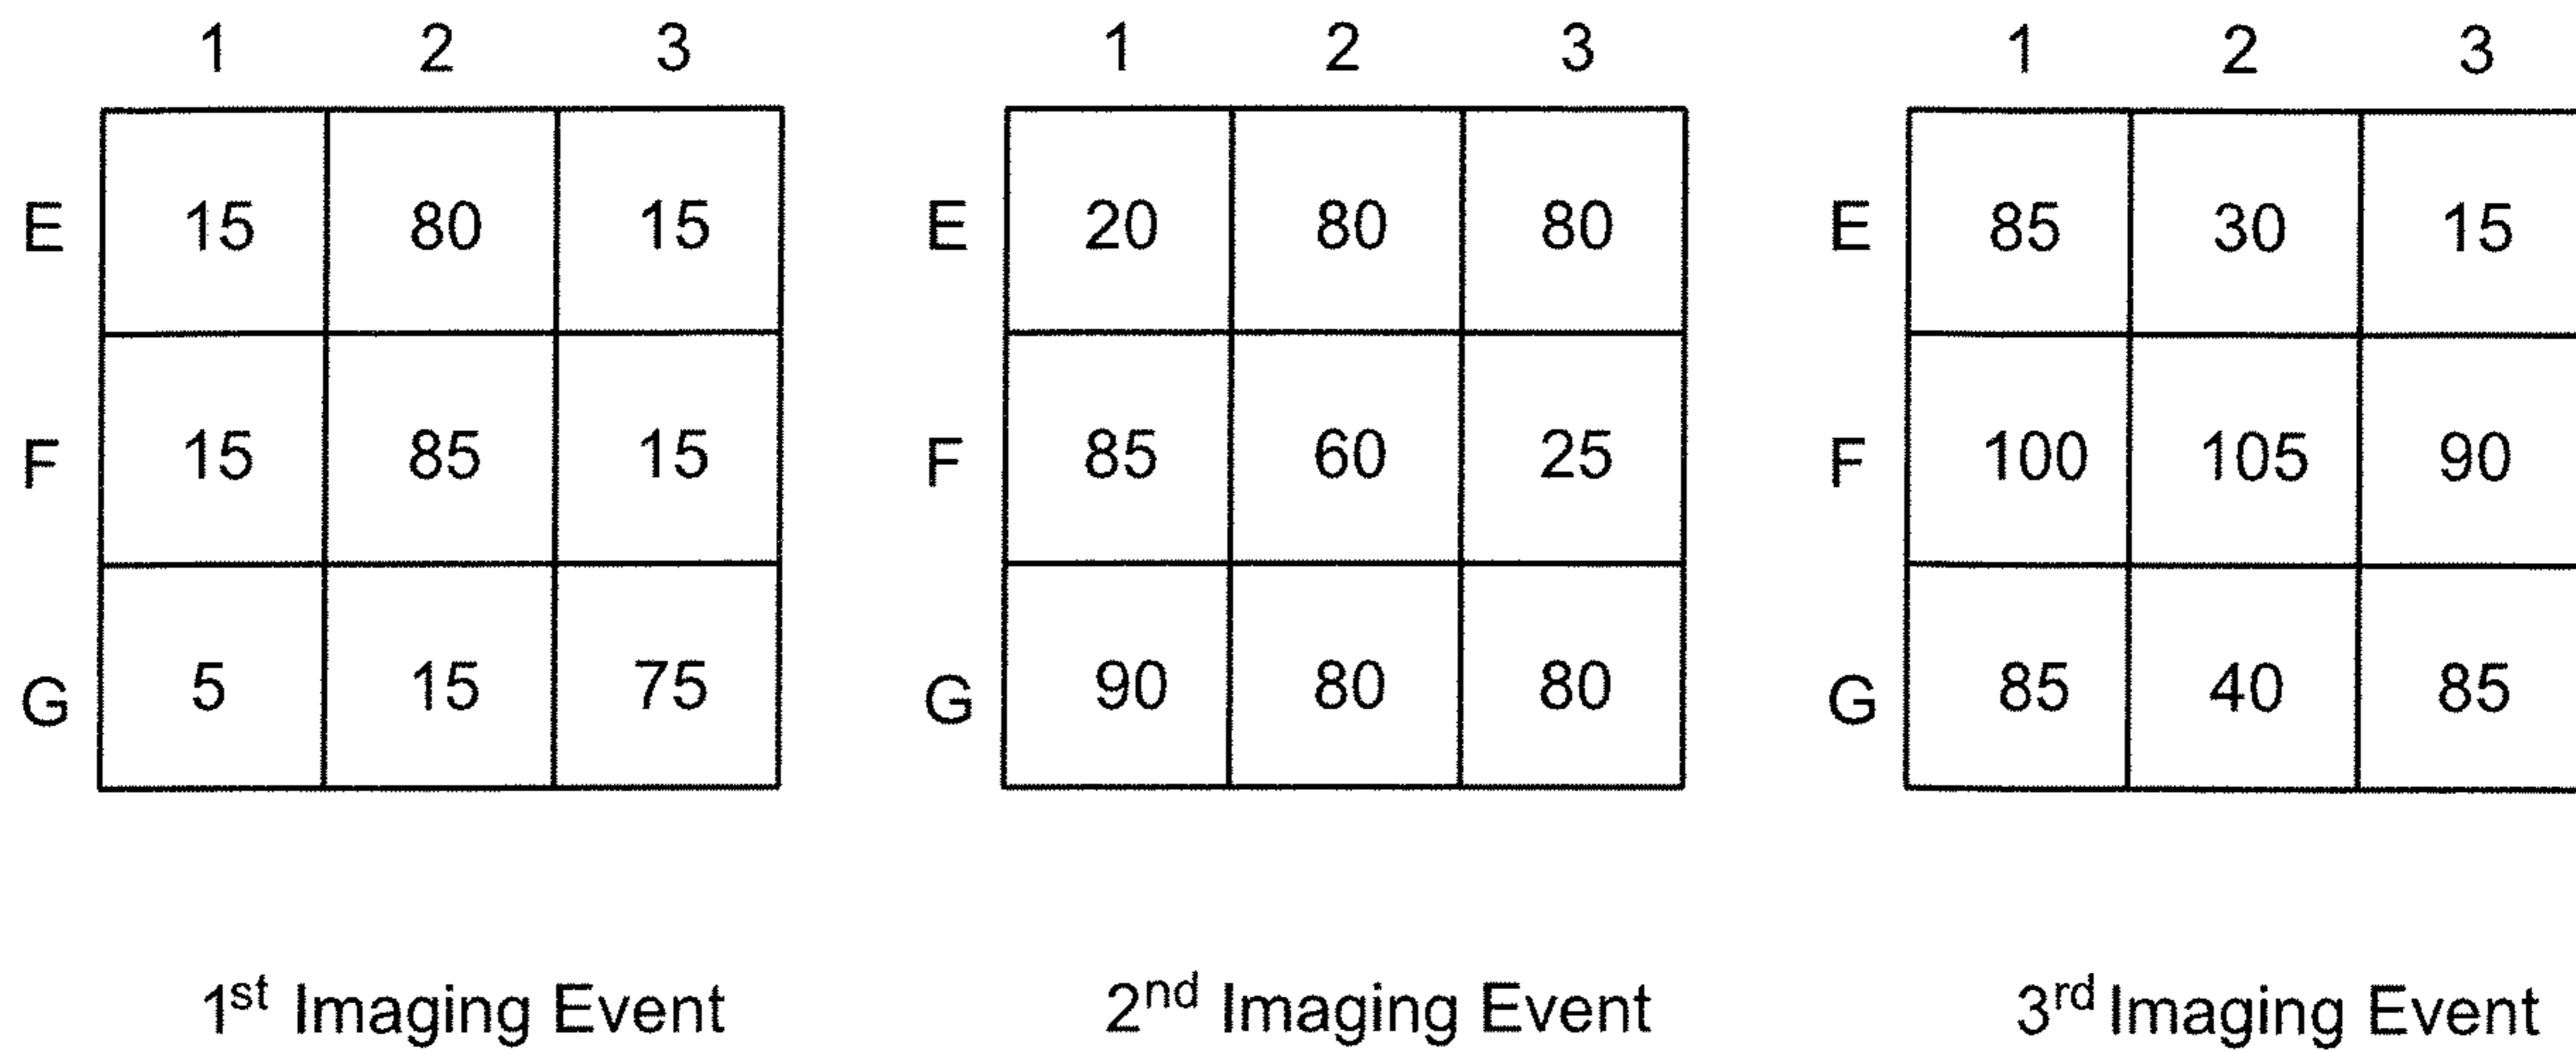 1 2 3 1 2 3 1 2 3
E 15 80 15 E 20 80 80 E 85 30 15
F 15 85 15 F 85 60 25 F 100 105 90
G 5 15 75 G 90 80 80 G 85 40 85
1st Imaging Event 2nd Imaging Event 3rd Imaging Event